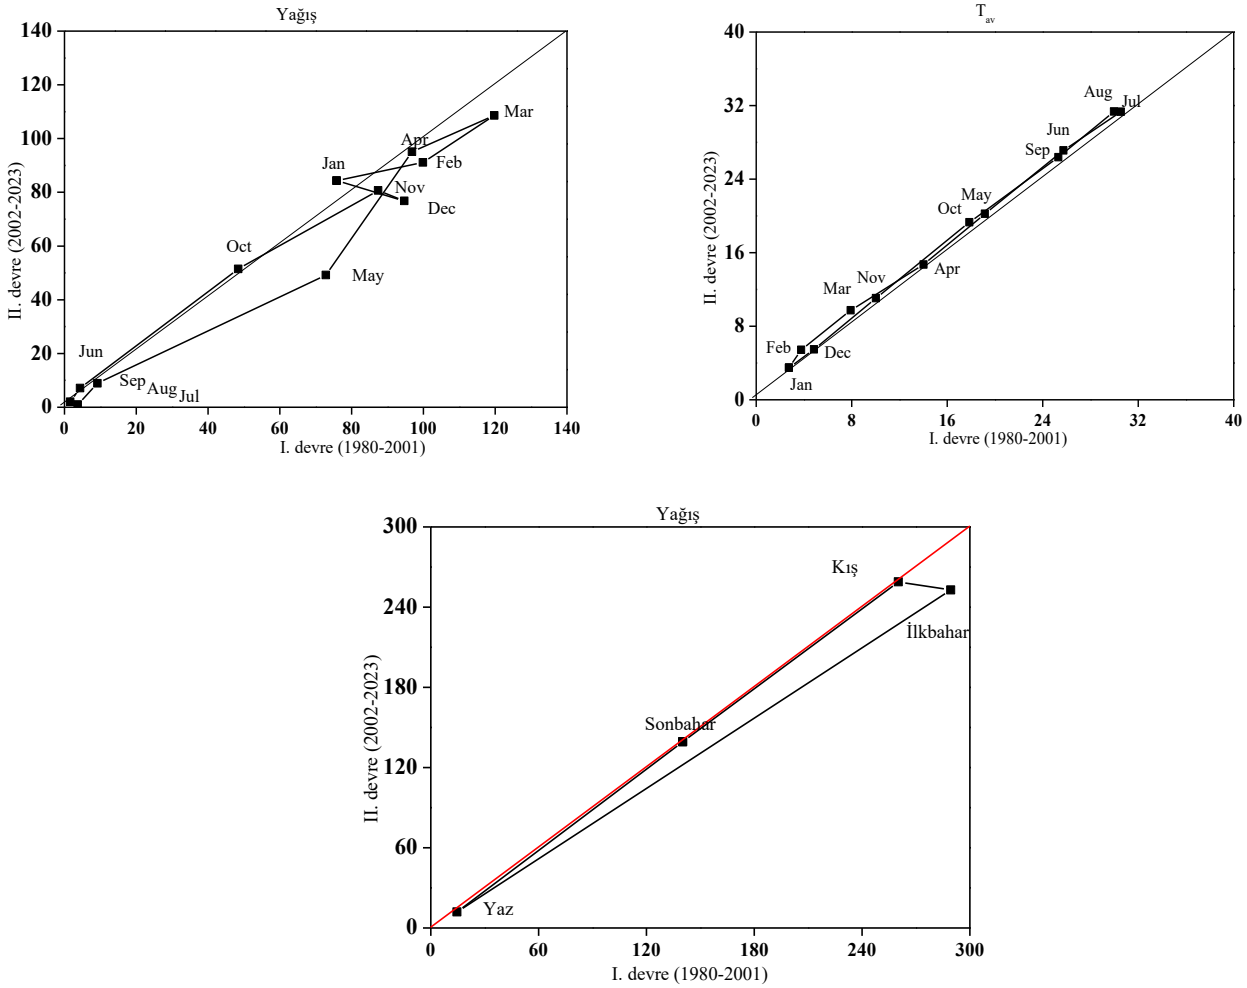 Yağış
140
120
100
80
60
40
20
0
II. devre (2002-2023)
Mar
Apr
Feb
Jan
Nov
Dec
Oct
May
Jun
Sep
Aug
Jul
0 20 40 60 80 100 120 140
I. devre (1980-2001)
Tav
40
32
24
16
8
0
II. devre (2002-2023)
Aug
Jul
Jun
Sep
May
Oct
Apr
Nov
Mar
Feb
Dec
Jan
0 8 16 24 32 40
I. devre (1980-2001)
Yağış
300
240
180
120
60
0
II. devre (2002-2023)
Kış
İlkbahar
Sonbahar
Yaz
0 60 120 180 240 300
I. devre (1980-2001)